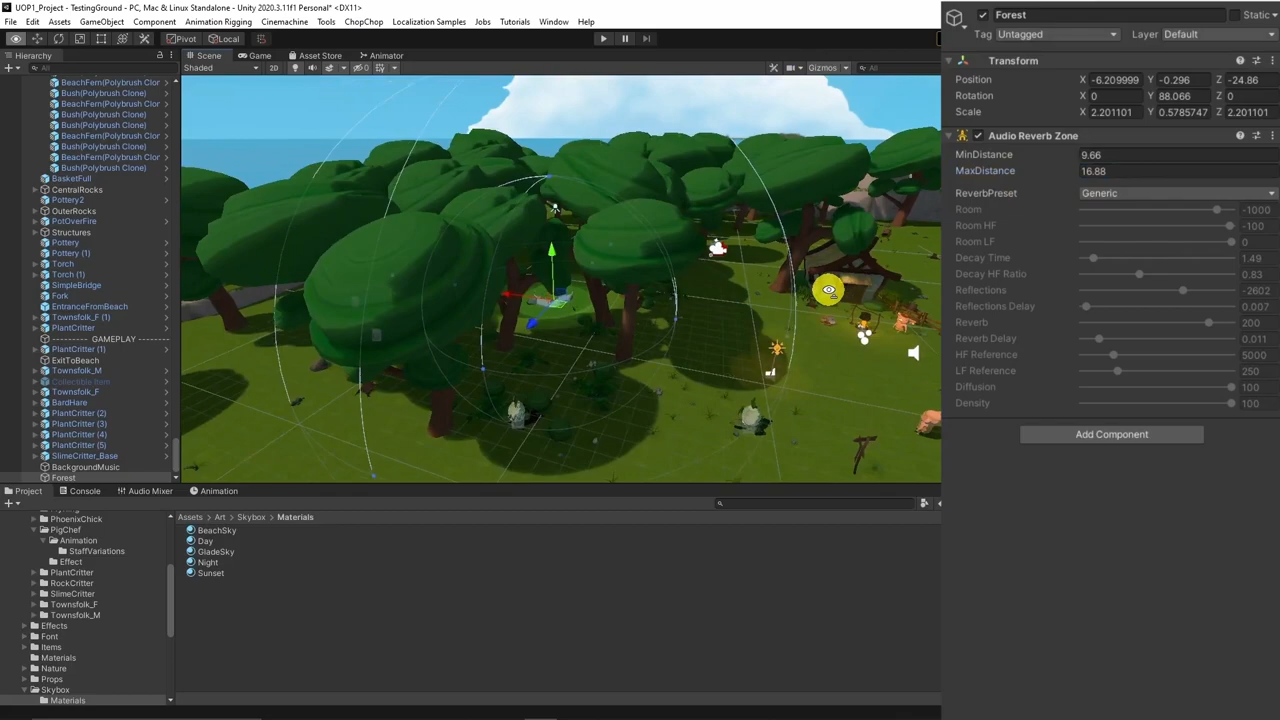 UOP1_Project - TestingGround - PC, Mac & Linux Standalone - Unity 2020.3.11f1 Personal* <DX11>
File Edit Assets GameObject Component Animation Rigging Cinemachine Tools ChopChop Localization Samples Jobs Tutorials Window Help
Pivot Local
Hierarchy
All
BeachFern(Polybrush Clor
Bush(Polybrush Clone)
BeachFern(Polybrush Clor
Bush(Polybrush Clone)
Bush(Polybrush Clone)
BeachFern(Polybrush Clor
Bush(Polybrush Clone)
BeachFern(Polybrush Clor
Bush(Polybrush Clone)
BasketFull
CentralRocks
Pottery2
OuterRocks
PotOverFire
Structures
Pottery
Pottery (1)
Torch
Torch (1)
SimpleBridge
Fork
EntranceFromBeach
Townsfolk_F (1)
PlantCritter
-------- GAMEPLAY --------
PlantCritter (1)
ExitToBeach
Townsfolk_M
Collectible Item
Townsfolk_F
BardHare
PlantCritter (2)
PlantCritter (3)
PlantCritter (4)
PlantCritter (5)
SlimeCritter_Base
BackgroundMusic
Forest
Scene Game Asset Store Animator
Shaded 2D 0 Gizmos All
Forest Static
Tag Untagged Layer Default
Transform
Position X -6.209999 Y -0.296 Z -24.86
Rotation X 0 Y 88.066 Z 0
Scale X 2.201101 Y 0.5785747 Z 2.201101
Audio Reverb Zone
MinDistance 9.66
MaxDistance 16.88
ReverbPreset Generic
Room -1000
Room HF -100
Room LF 0
Decay Time 1.49
Decay HF Ratio 0.83
Reflections -2602
Reflections Delay 0.007
Reverb 200
Reverb Delay 0.011
HF Reference 5000
LF Reference 250
Diffusion 100
Density 100
Add Component
Project Console Audio Mixer Animation
PhoenixChick
PigChef
Animation
StaffVariations
Effect
PlantCritter
RockCritter
SlimeCritter
Townsfolk_F
Townsfolk_M
Effects
Font
Items
Materials
Nature
Props
Skybox
Materials
Assets > Art > Skybox > Materials
BeachSky
Day
GladeSky
Night
Sunset